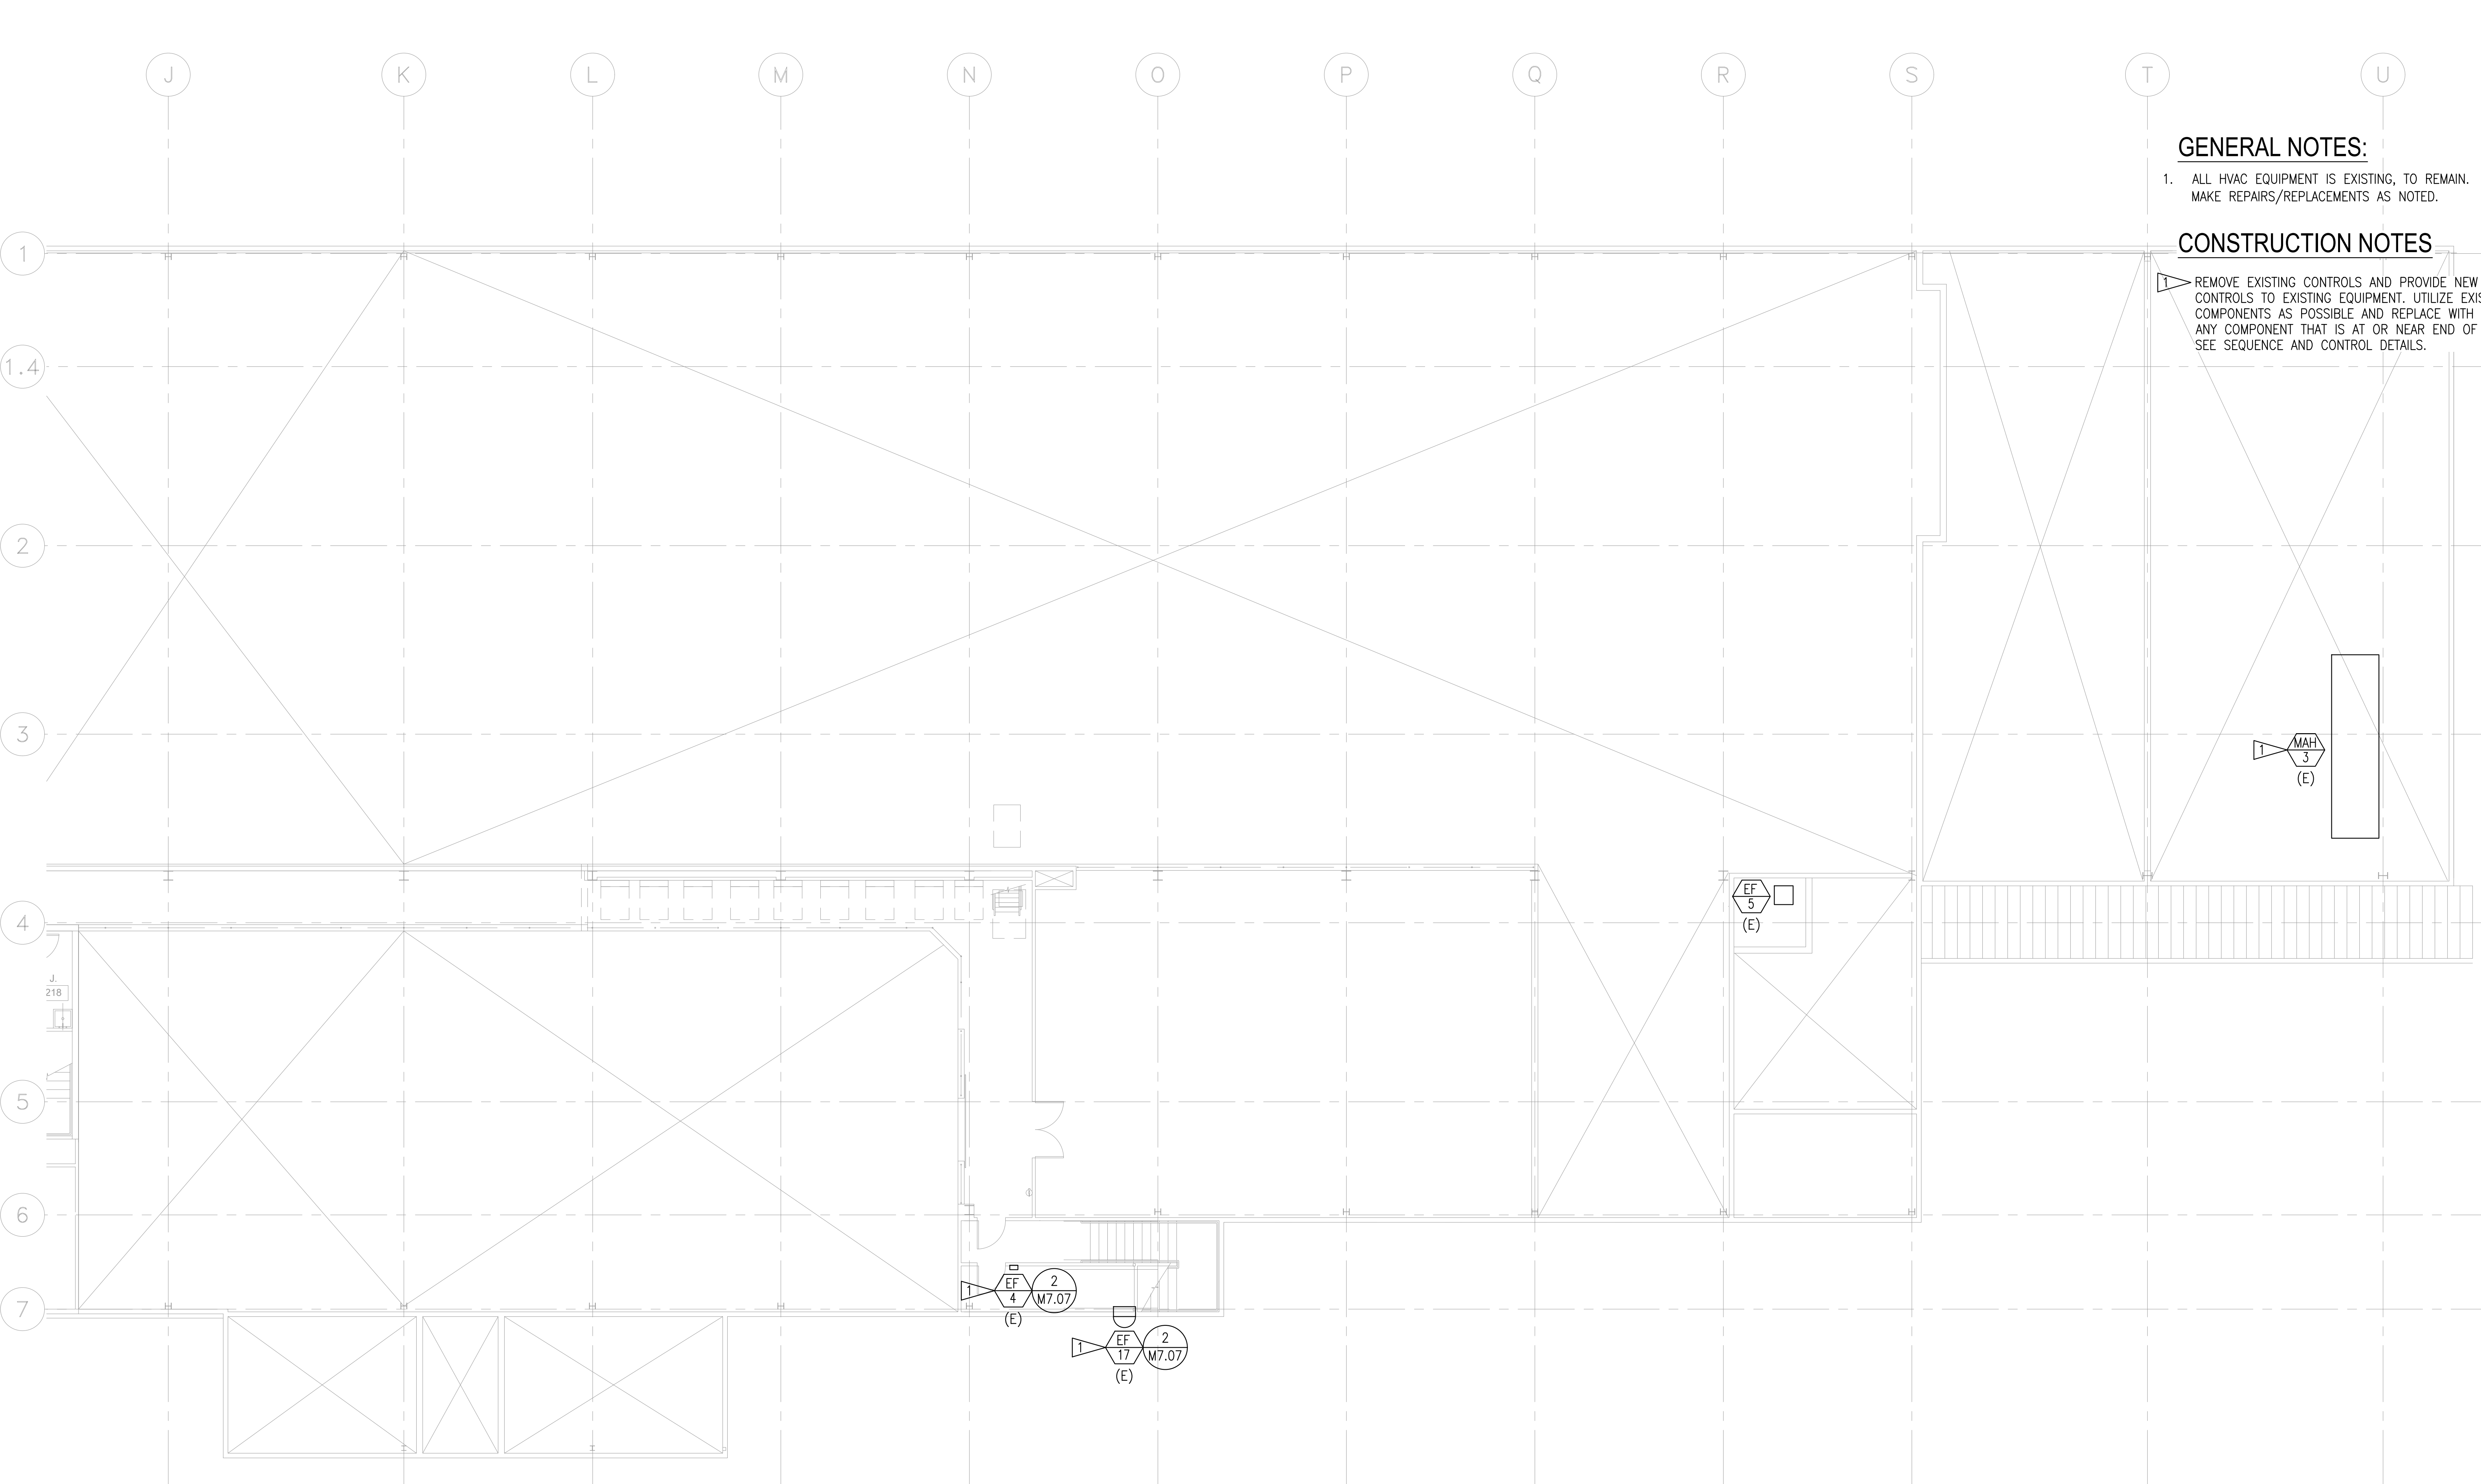 J
K
L
M
N
O
P
Q
R
S
T
U
GENERAL NOTES:
1. ALL HVAC EQUIPMENT IS EXISTING, TO REMAIN.
MAKE REPAIRS/REPLACEMENTS AS NOTED.
CONSTRUCTION NOTES
1 REMOVE EXISTING CONTROLS AND PROVIDE NEW
CONTROLS TO EXISTING EQUIPMENT. UTILIZE
COMPONENTS AS POSSIBLE AND REPLACE WITH
ANY COMPONENT THAT IS AT OR NEAR END OF
SEE SEQUENCE AND CONTROL DETAILS.
1
1.4
2
3
1
MAH
3
(E)
4
EF
5
(E)
J.
218
5
6
7
1
EF
4
(E)
2
M7.07
1
EF
17
(E)
2
M7.07